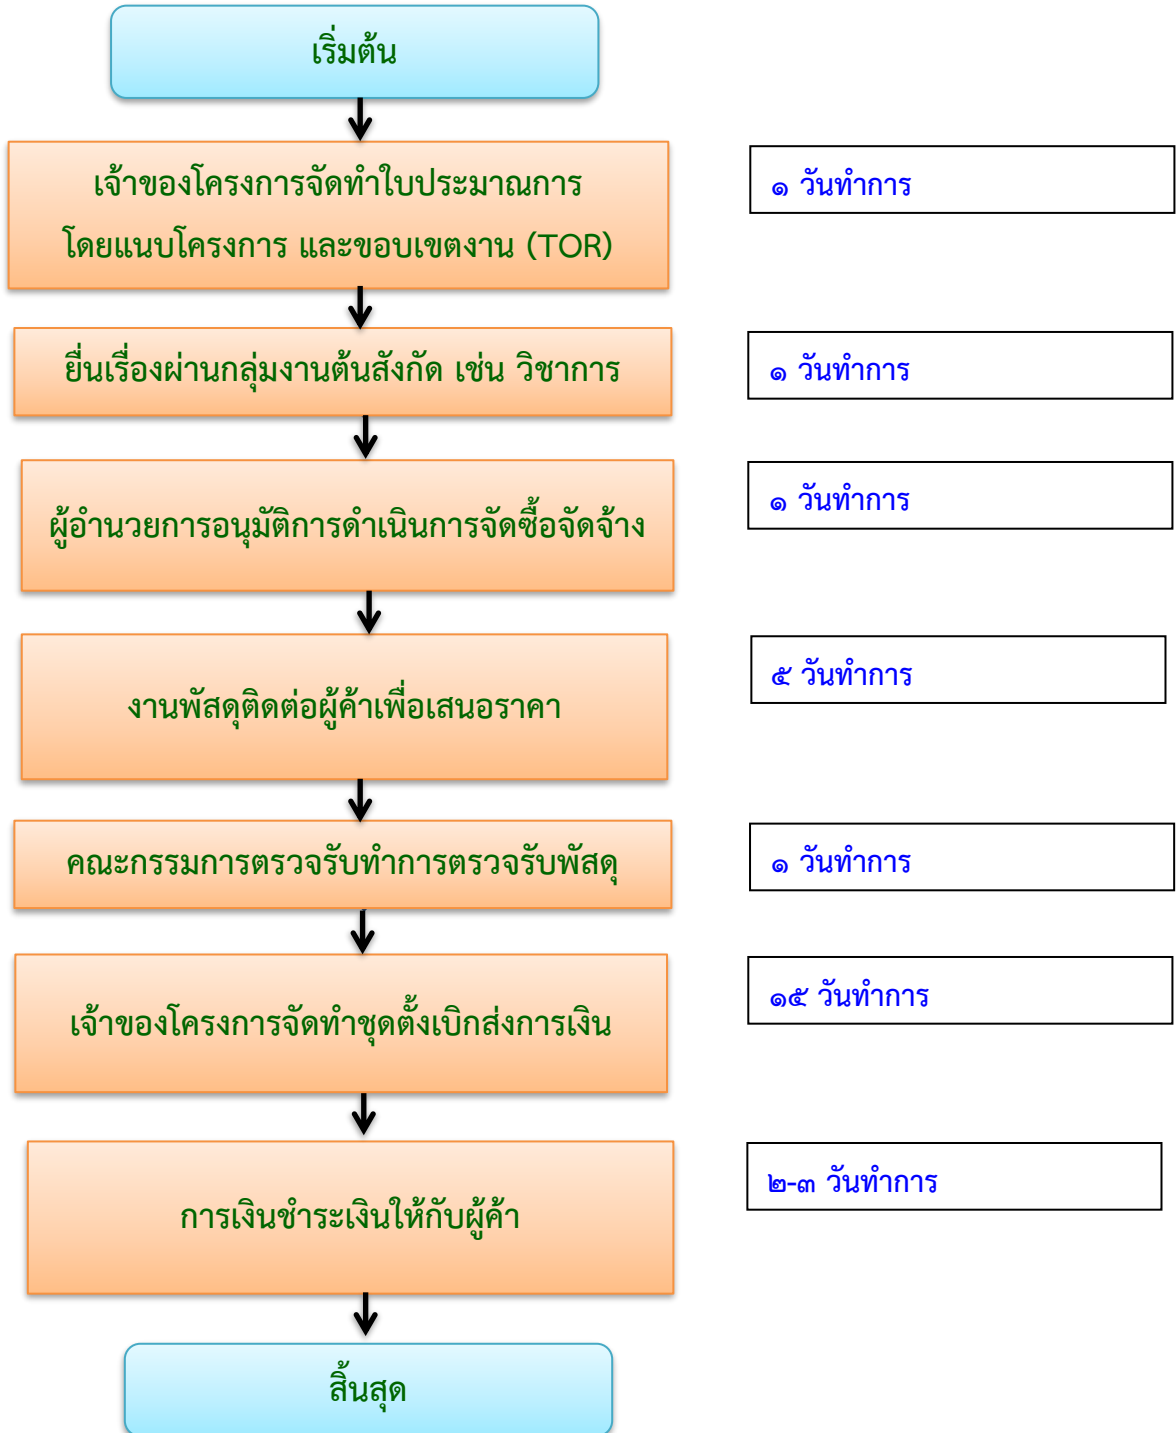 เริ่มต้น
เจ้าของโครงการจัดทำใบประมาณการ
โดยแนบโครงการ และขอบเขตงาน (TOR)
๑ วันทำการ
ยื่นเรื่องผ่านกลุ่มงานต้นสังกัด เช่น วิชาการ
๑ วันทำการ
ผู้อำนวยการอนุมัติการดำเนินการจัดซื้อจัดจ้าง
๑ วันทำการ
งานพัสดุติดต่อผู้ค้าเพื่อเสนอราคา
๕ วันทำการ
คณะกรรมการตรวจรับทำการตรวจรับพัสดุ
๑ วันทำการ
เจ้าของโครงการจัดทำชุดตั้งเบิกส่งการเงิน
๑๕ วันทำการ
การเงินชำระเงินให้กับผู้ค้า
๒-๓ วันทำการ
สิ้นสุด